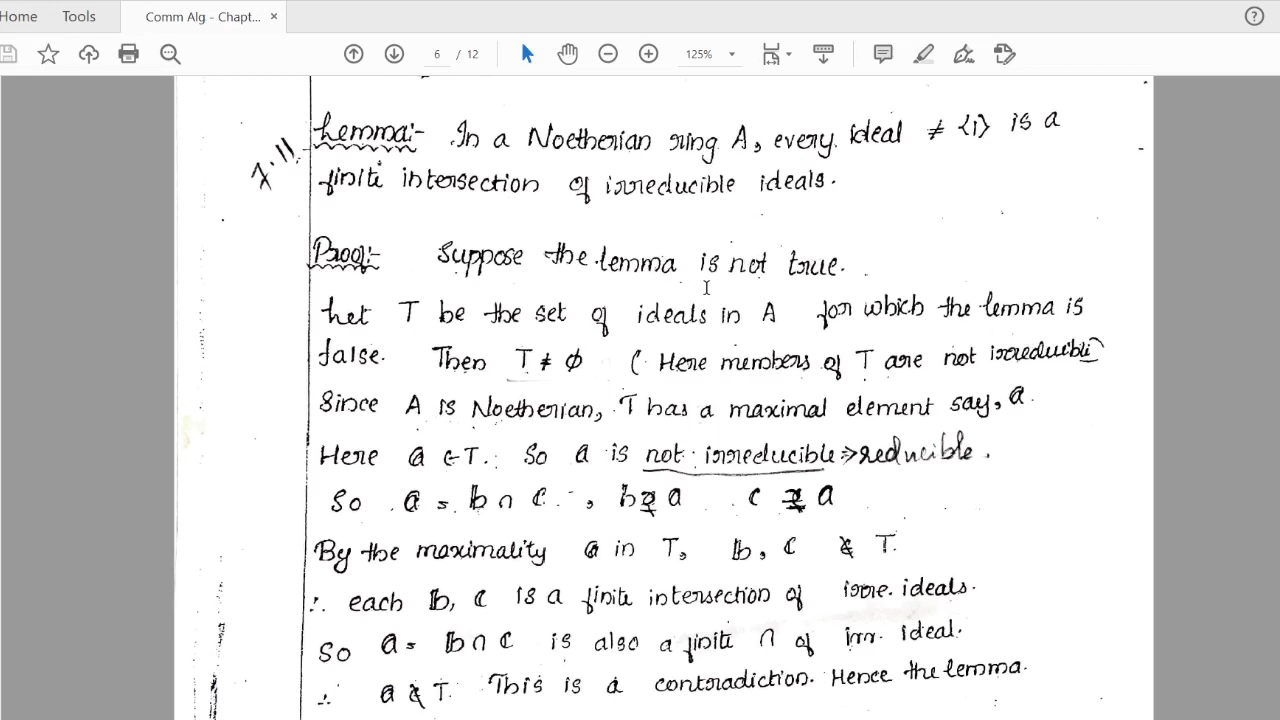 Home Tools Comm Alg - Chapt... ×
6 / 12 125%
7.11
Lemma:- In a Noetherian ring A, every ideal ≠ {1} is a
finite intersection of irreducible ideals.
Proof:- Suppose the lemma is not true.
Let T be the set of ideals in A for which the lemma is
false. Then T ≠ φ ( Here members of T are not irreducible)
Since A is Noetherian, T has a maximal element say, a.
Here a ∈ T. So a is not irreducible ⇒ reducible.
So a = b ∩ c , b ⊋ a c ⊋ a
By the maximality a in T, b, c ∉ T.
∴ each b, c is a finite intersection of irre. ideals.
So a = b ∩ c is also a finite ∩ of irr. ideal.
∴ a ∉ T. This is a contradiction. Hence the lemma.